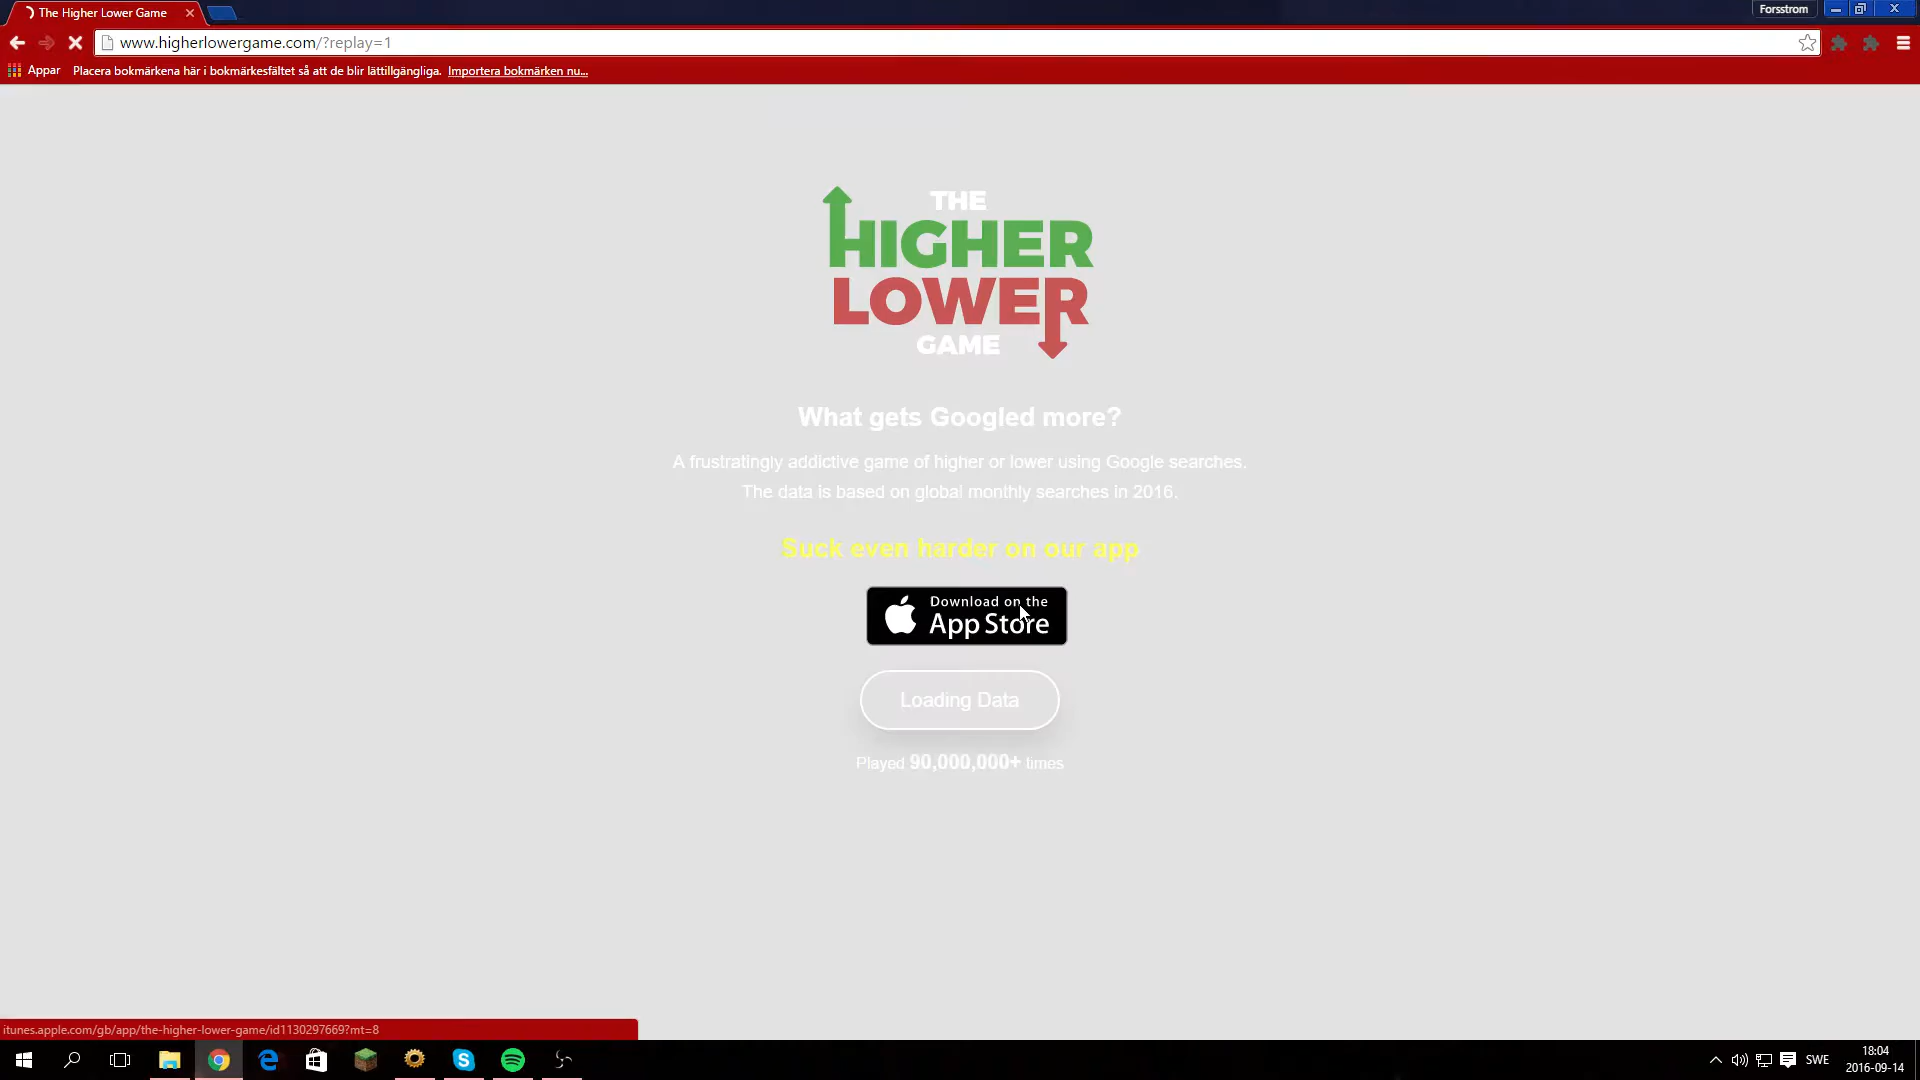 The Higher Lower Game
Forsstrom
www.higherlowergame.com/?replay=1
Appar Placera bokmärkena här i bokmärkesfältet så att de blir lättillgängliga. Importera bokmärken nu...
THE
HIGHER
LOWER
GAME
What gets Googled more?
A frustratingly addictive game of higher or lower using Google searches.
The data is based on global monthly searches in 2016.
Suck even harder on our app
Download on the
App Store
Loading Data
Played 90,000,000+ times
itunes.apple.com/gb/app/the-higher-lower-game/id1130297669?mt=8
SWE
18:04
2016-09-14